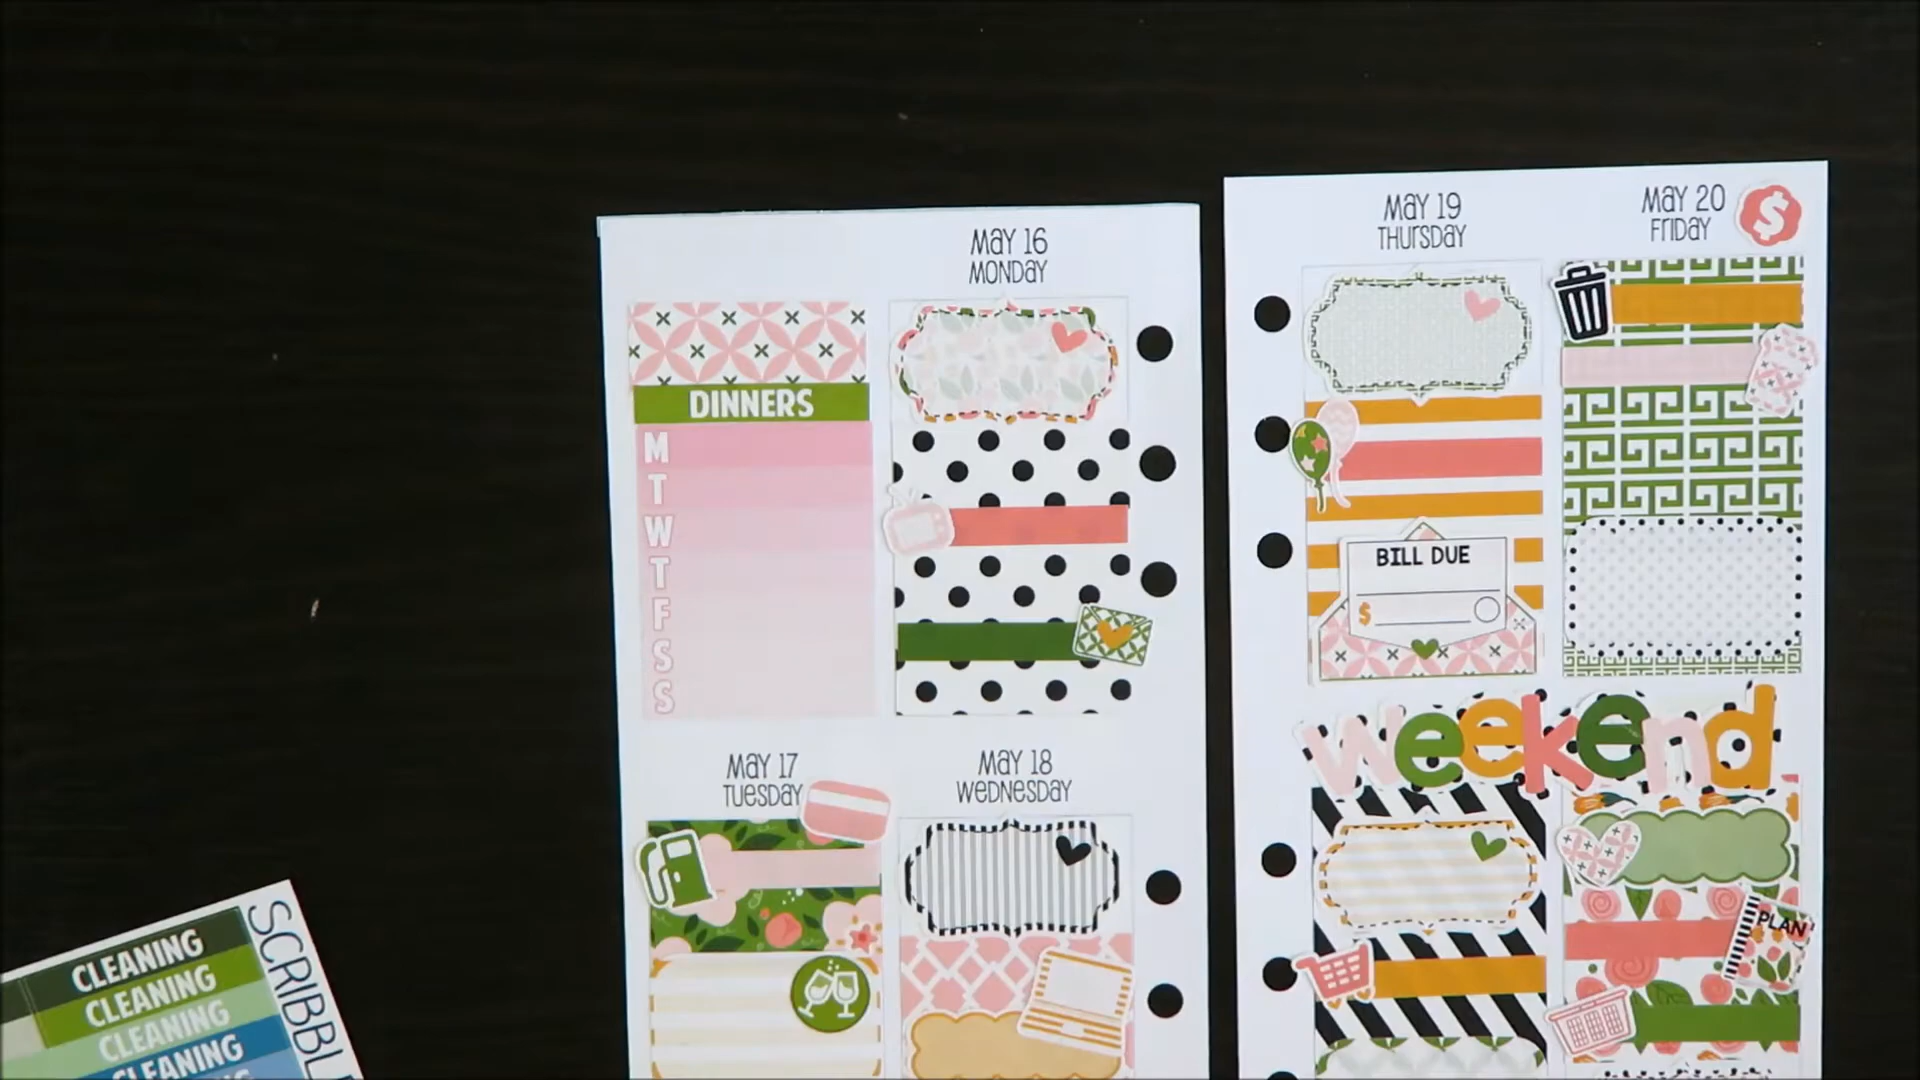 MAY 16
MONDAY
DINNERS
M
T
W
T
F
S
S
MAY 17
TUESDAY
MAY 18
WEDNESDAY
MAY 19
THURSDAY
MAY 20
FRIDAY
$
BILL DUE
$
weekend
PLAN
CLEANING
CLEANING
CLEANING
CLEANING